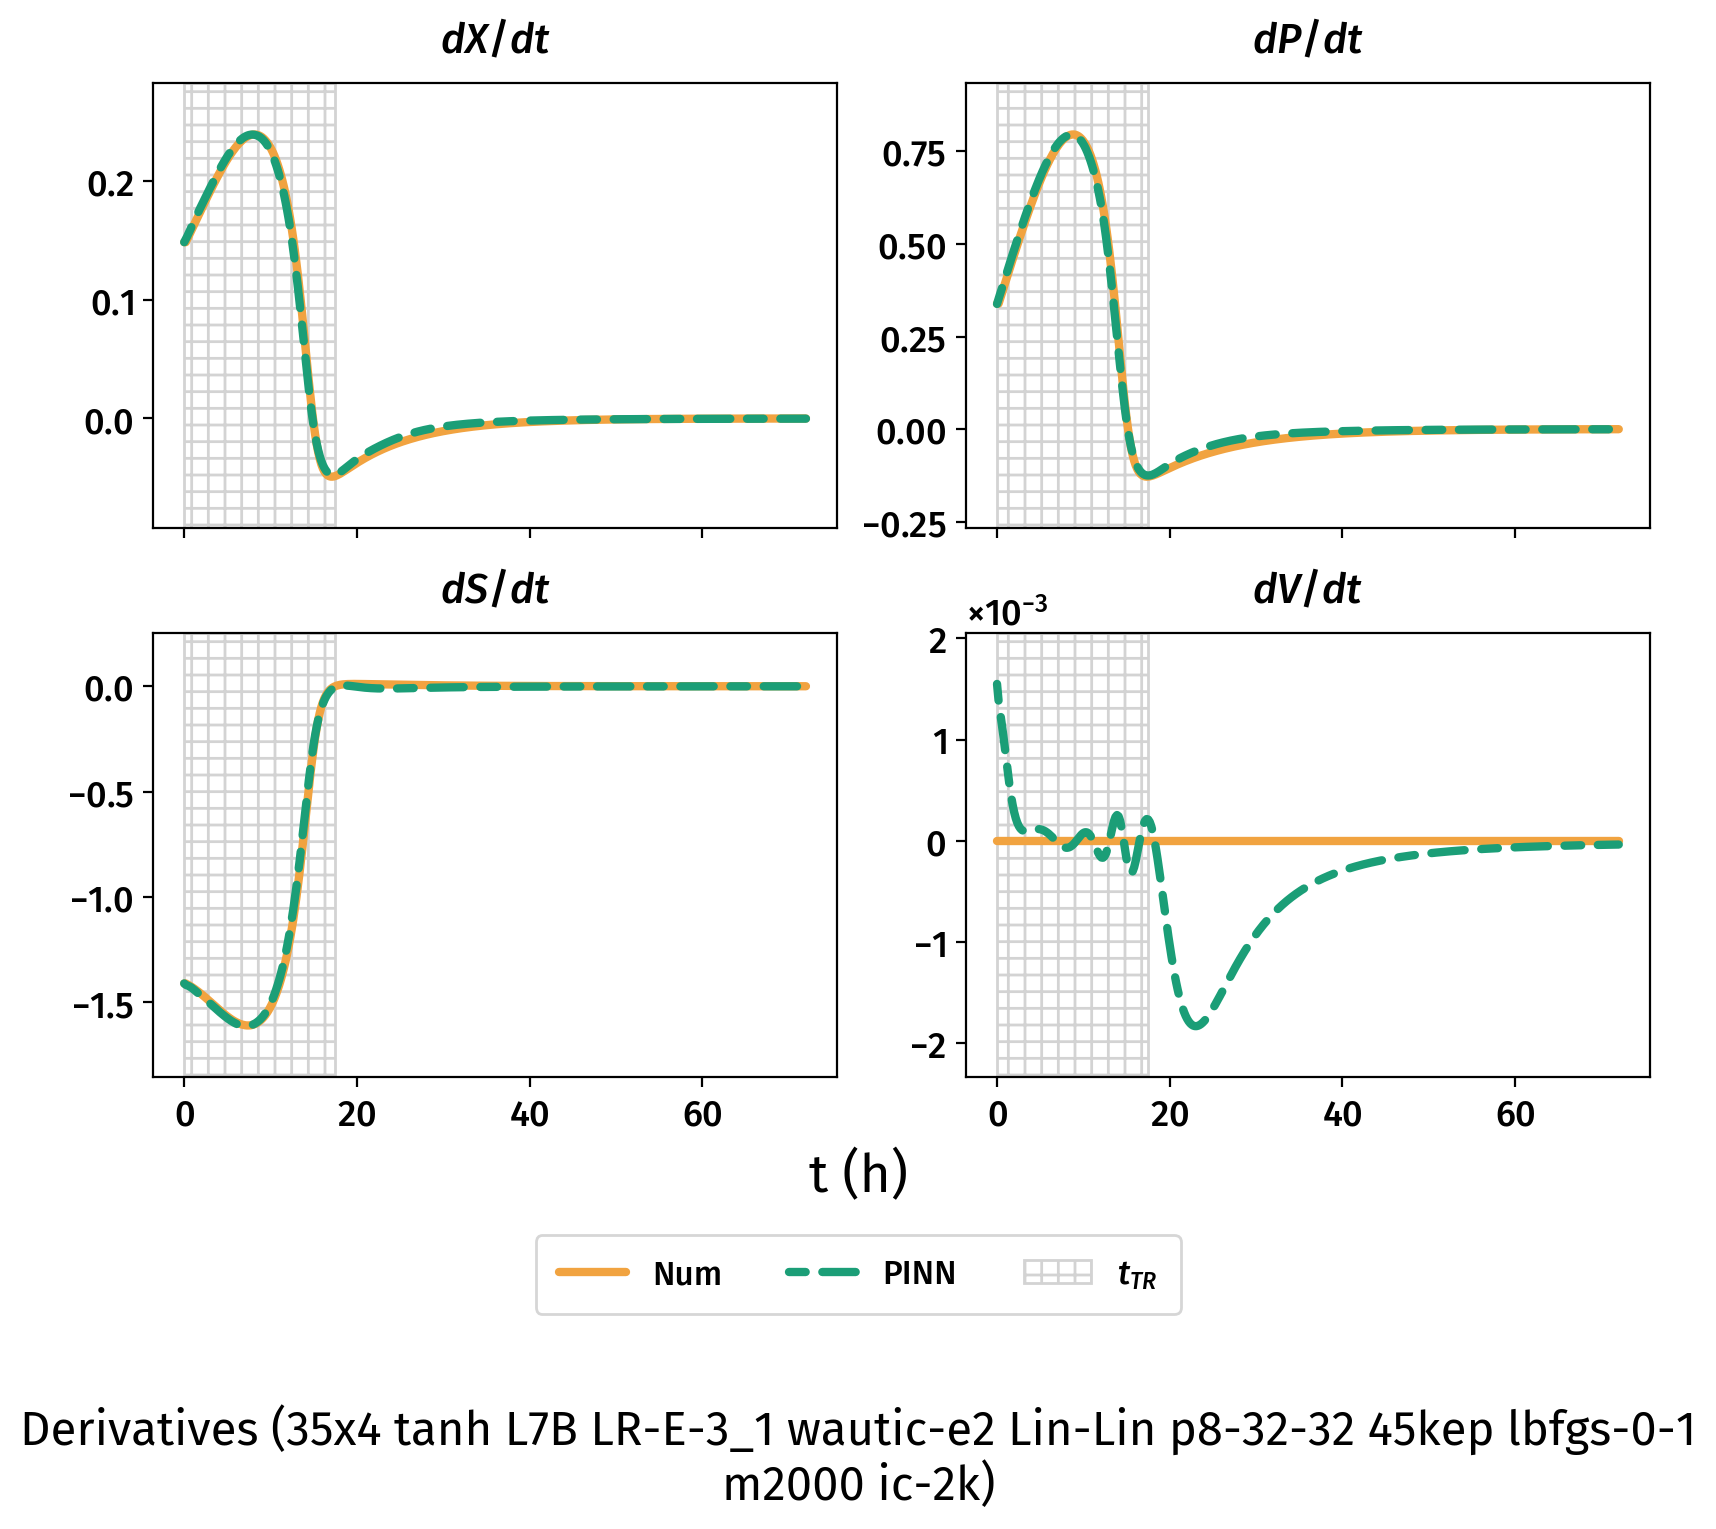 dX/dt
dP/dt
0.2
0.1
0.0
0.75
0.50
0.25
0.00
−0.25
dS/dt
dV/dt
×10⁻³
0.0
−0.5
−1.0
−1.5
2
1
0
−1
−2
0 20 40 60
0 20 40 60
t (h)
Num PINN t_TR
Derivatives (35x4 tanh L7B LR-E-3_1 wautic-e2 Lin-Lin p8-32-32 45kep lbfgs-0-1
m2000 ic-2k)